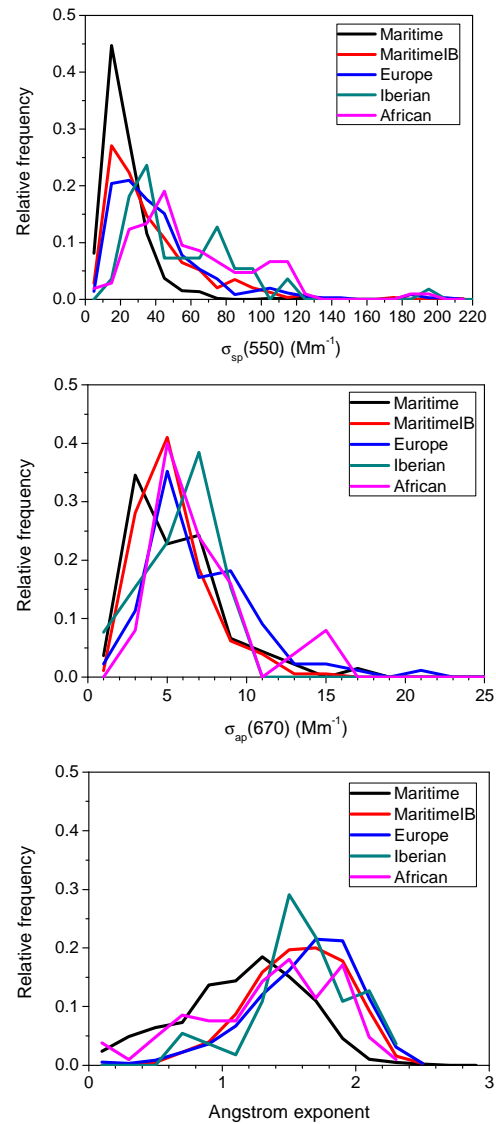 0.5
0.4
0.3
0.2
0.1
0.0
Relative frequency
Maritime
MaritimeIB
Europe
Iberian
African
20 40 60 80 100 120 140 160 180 200 220
σsp(550) (Mm-1)
0.5
0.4
0.3
0.2
0.1
0.0
Relative frequency
Maritime
MaritimeIB
Europe
Iberian
African
0 5 10 15 20 25
σap(670) (Mm-1)
0.5
0.4
0.3
0.2
0.1
0.0
Relative frequency
Maritime
MaritimeIB
Europe
Iberian
African
0 1 2 3
Angstrom exponent